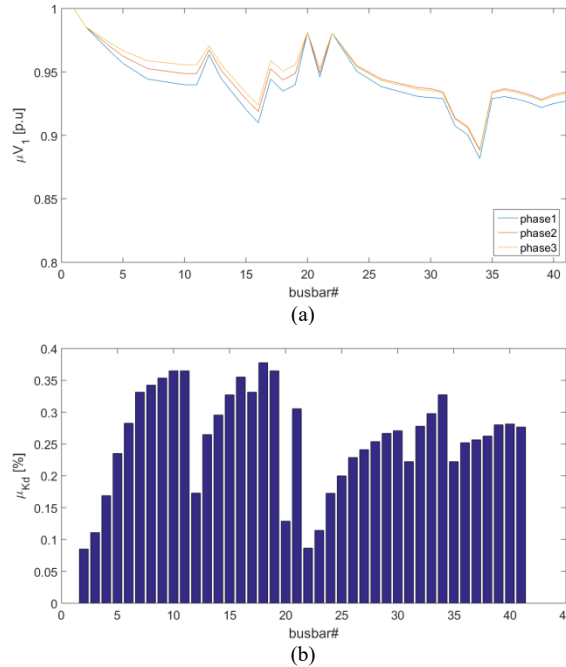 1
0.95
0.9
0.85
0.8
μV1 [p.u]
phase1
phase2
phase3
0 5 10 15 20 25 30 35 40
busbar#
(a)
0.4
0.35
0.3
0.25
0.2
0.15
0.1
0.05
0
μKd [%]
0 5 10 15 20 25 30 35 40 45
busbar#
(b)